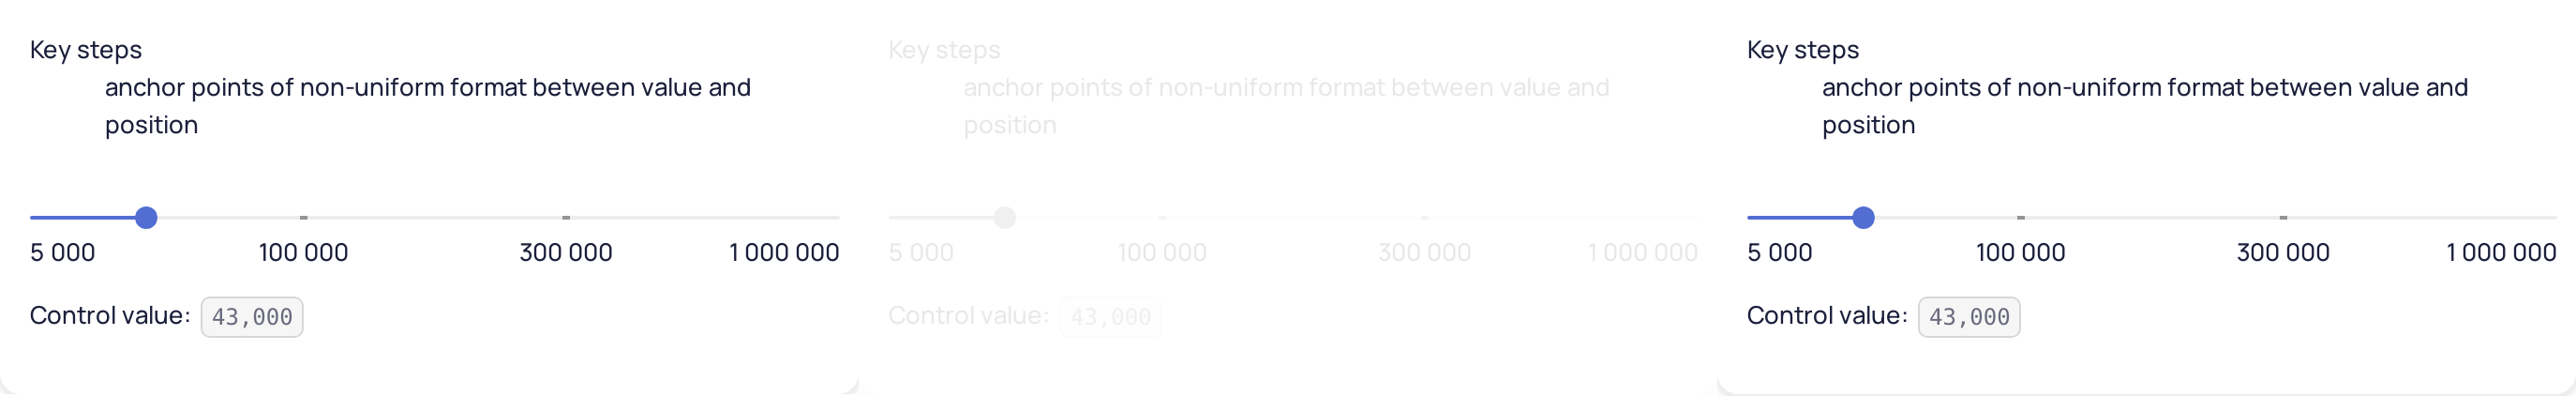 Key steps
anchor points of non-uniform format between value and
position
5 000 100 000 300 000 1 000 000
Control value: 43,000
Key steps
anchor points of non-uniform format between value and
position
5 000 100 000 300 000 1 000 000
Control value: 43,000
Key steps
anchor points of non-uniform format between value and
position
5 000 100 000 300 000 1 000 000
Control value: 43,000